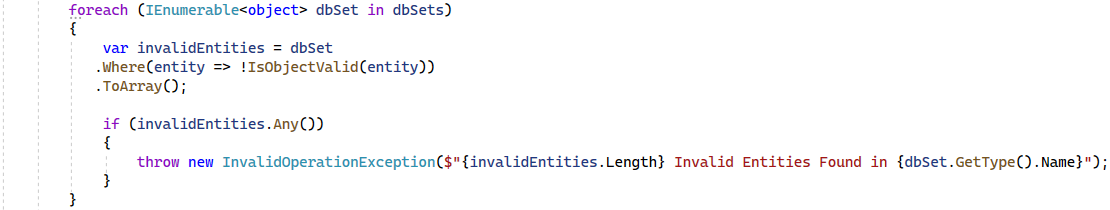 foreach (IEnumerable<object> dbSet in dbSets)
{
    var invalidEntities = dbSet
   .Where(entity => !IsObjectValid(entity))
   .ToArray();

    if (invalidEntities.Any())
    {
        throw new InvalidOperationException($"{invalidEntities.Length} Invalid Entities Found in {dbSet.GetType().Name}");
    }
}